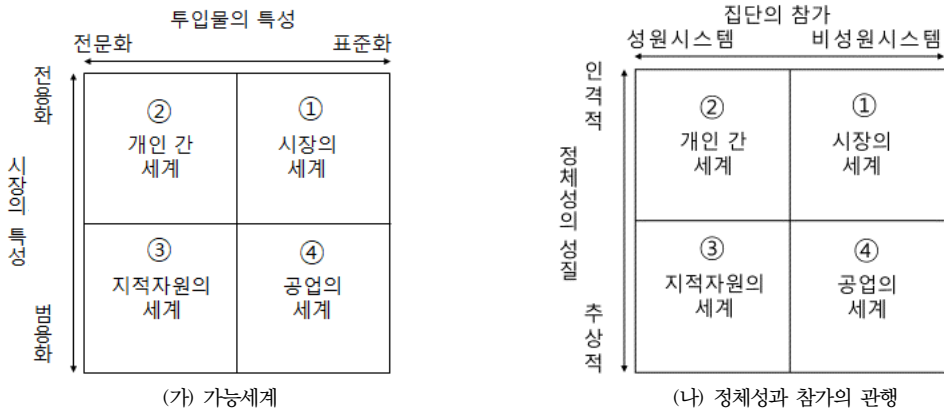 투입물의 특성
전문화 표준화
전용화
시장의 특성
범용화
②
개인 간
세계
①
시장의
세계
③
지적자원의
세계
④
공업의
세계
(가) 가능세계
집단의 참가
성원시스템 비성원시스템
인격적
정체성의 성질
추상적
②
개인 간
세계
①
시장의
세계
③
지적자원의
세계
④
공업의
세계
(나) 정체성과 참가의 관행